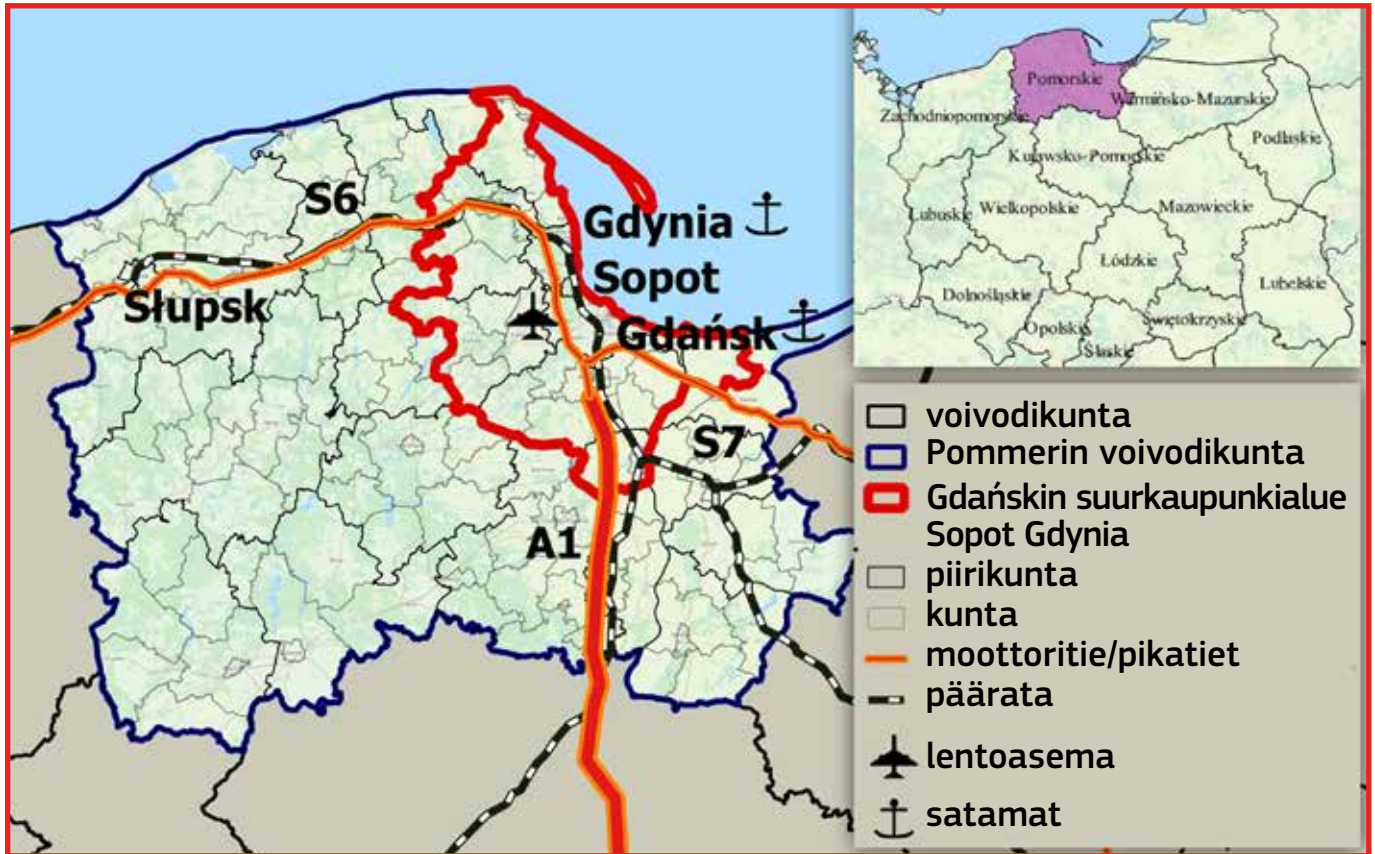 S6
Gdynia
Sopot
Słupsk
Gdańsk
S7
A1
Pomorskie
Zachodniopomorskie
Warmińsko-Mazurskie
Podlaskie
Kujawsko-Pomorskie
Lubuskie
Wielkopolskie
Mazowieckie
Łódzkie
Lubelskie
Dolnośląskie
Opolskie
Świętokrzyskie
Śląskie
voivodikunta
Pommerin voivodikunta
Gdańskin suurkaupunkialue
Sopot Gdynia
piirikunta
kunta
moottoritie/pikatiet
päärata
lentoasema
satamat